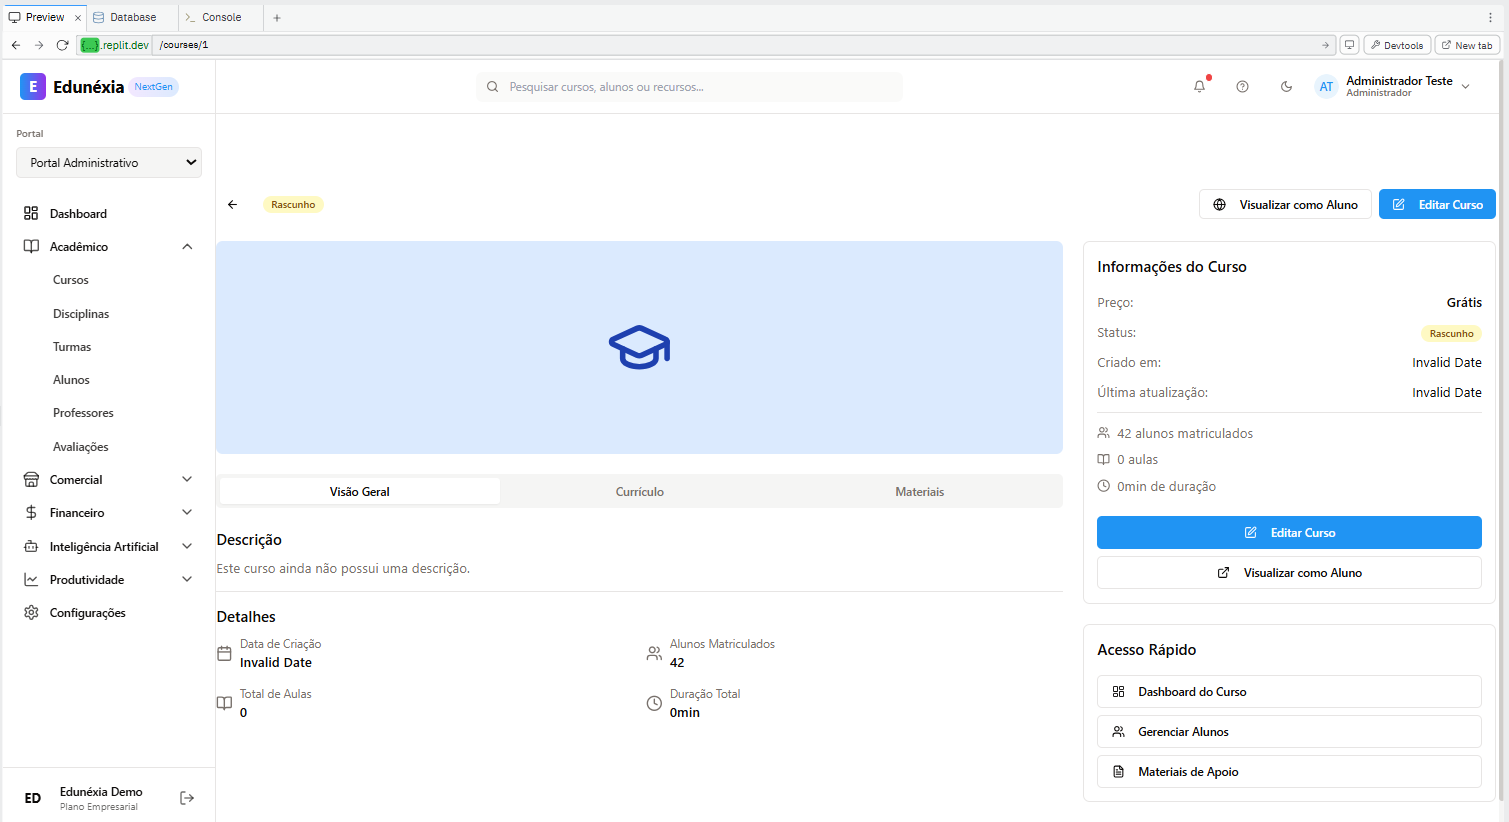 Preview
Database
Console
{...}.replit.dev
/courses/1
Devtools
New tab
E Edunéxia NextGen
Pesquisar cursos, alunos ou recursos...
AT
Administrador Teste
Administrador
Portal
Portal Administrativo
Dashboard
Acadêmico
Cursos
Disciplinas
Turmas
Alunos
Professores
Avaliações
Comercial
Financeiro
Inteligência Artificial
Produtividade
Configurações
ED
Edunéxia Demo
Plano Empresarial
Rascunho
Visualizar como Aluno
Editar Curso
Visão Geral
Currículo
Materiais
Descrição
Este curso ainda não possui uma descrição.
Detalhes
Data de Criação
Invalid Date
Alunos Matriculados
42
Total de Aulas
0
Duração Total
0min
Informações do Curso
Preço: Grátis
Status: Rascunho
Criado em: Invalid Date
Última atualização: Invalid Date
42 alunos matriculados
0 aulas
0min de duração
Editar Curso
Visualizar como Aluno
Acesso Rápido
Dashboard do Curso
Gerenciar Alunos
Materiais de Apoio